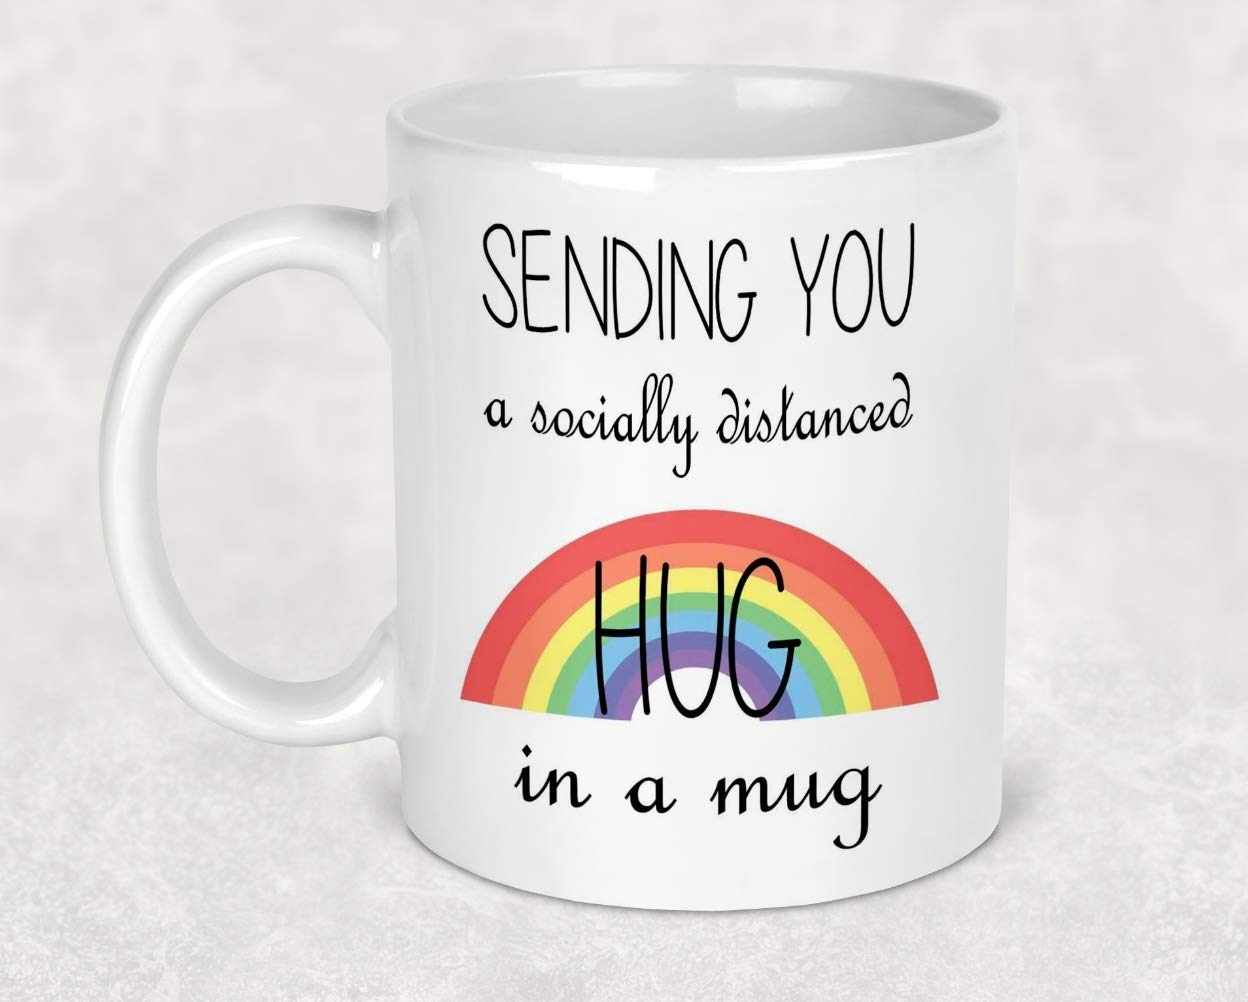 SENDING YOU
a socially distanced
HUG
in a mug